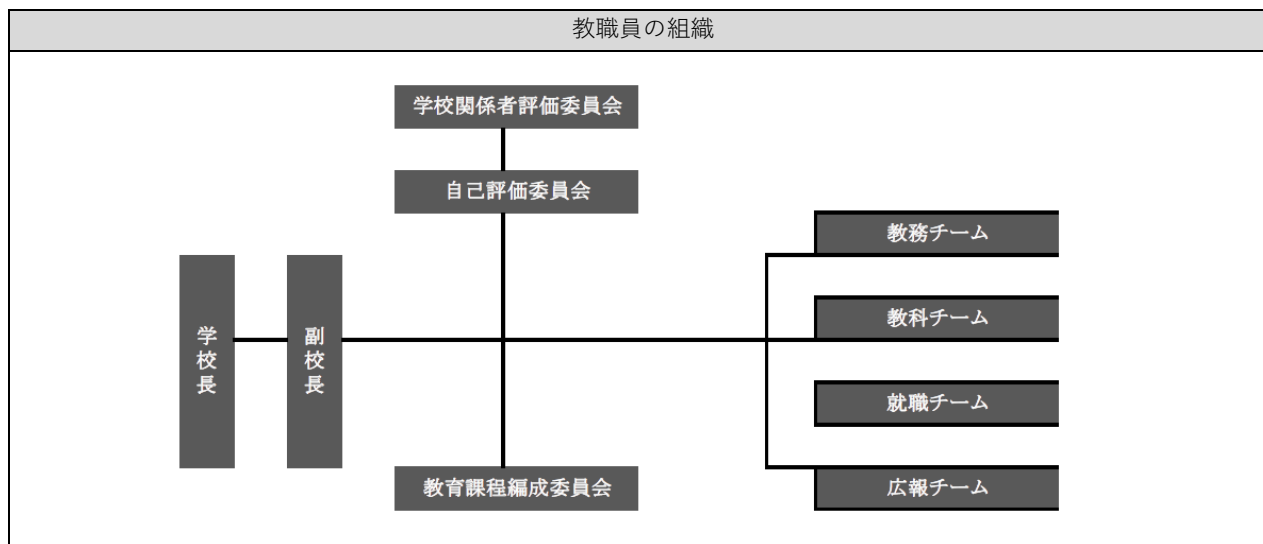 教職員の組織
学校関係者評価委員会
自己評価委員会
教務チーム
学校長
副校長
教科チーム
就職チーム
教育課程編成委員会
広報チーム